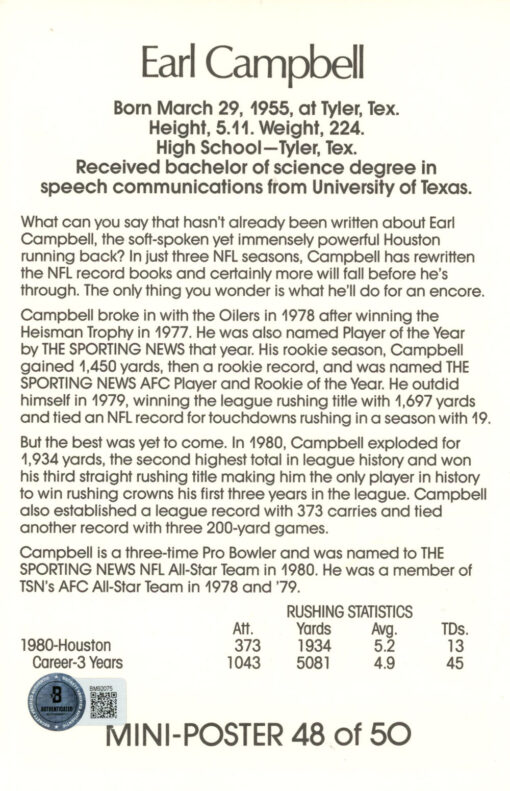 Earl Campbell
Born March 29, 1955, at Tyler, Tex.
Height, 5.11. Weight, 224.
High School—Tyler, Tex.
Received bachelor of science degree in
speech communications from University of Texas.
What can you say that hasn't already been written about Earl
Campbell, the soft-spoken yet immensely powerful Houston
running back? In just three NFL seasons, Campbell has rewritten
the NFL record books and certainly more will fall before he's
through. The only thing you wonder is what he'll do for an encore.
Campbell broke in with the Oilers in 1978 after winning the
Heisman Trophy in 1977. He was also named Player of the Year
by THE SPORTING NEWS that year. His rookie season, Campbell
gained 1,450 yards, then a rookie record, and was named THE
SPORTING NEWS AFC Player and Rookie of the Year. He outdid
himself in 1979, winning the league rushing title with 1,697 yards
and tied an NFL record for touchdowns rushing in a season with 19.
But the best was yet to come. In 1980, Campbell exploded for
1,934 yards, the second highest total in league history and won
his third straight rushing title making him the only player in history
to win rushing crowns his first three years in the league. Campbell
also established a league record with 373 carries and tied
another record with three 200-yard games.
Campbell is a three-time Pro Bowler and was named to THE
SPORTING NEWS NFL All-Star Team in 1980. He was a member of
TSN's AFC All-Star Team in 1978 and '79.
RUSHING STATISTICS
Att. Yards Avg. TDs.
1980-Houston 373 1934 5.2 13
Career-3 Years 1043 5081 4.9 45
B
AUTHENTICATED
BM92075
MINI-POSTER 48 of 50